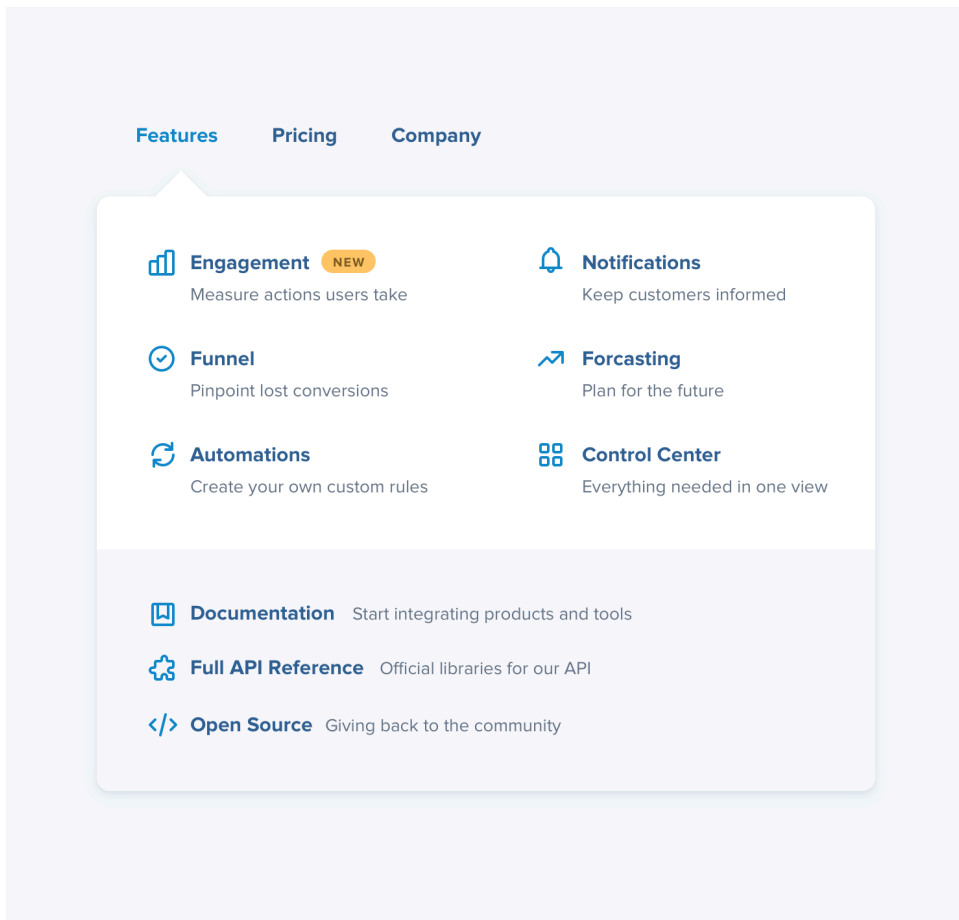 Features Pricing Company
Engagement NEW
Measure actions users take
Notifications
Keep customers informed
Funnel
Pinpoint lost conversions
Forcasting
Plan for the future
Automations
Create your own custom rules
Control Center
Everything needed in one view
Documentation Start integrating products and tools
Full API Reference Official libraries for our API
Open Source Giving back to the community